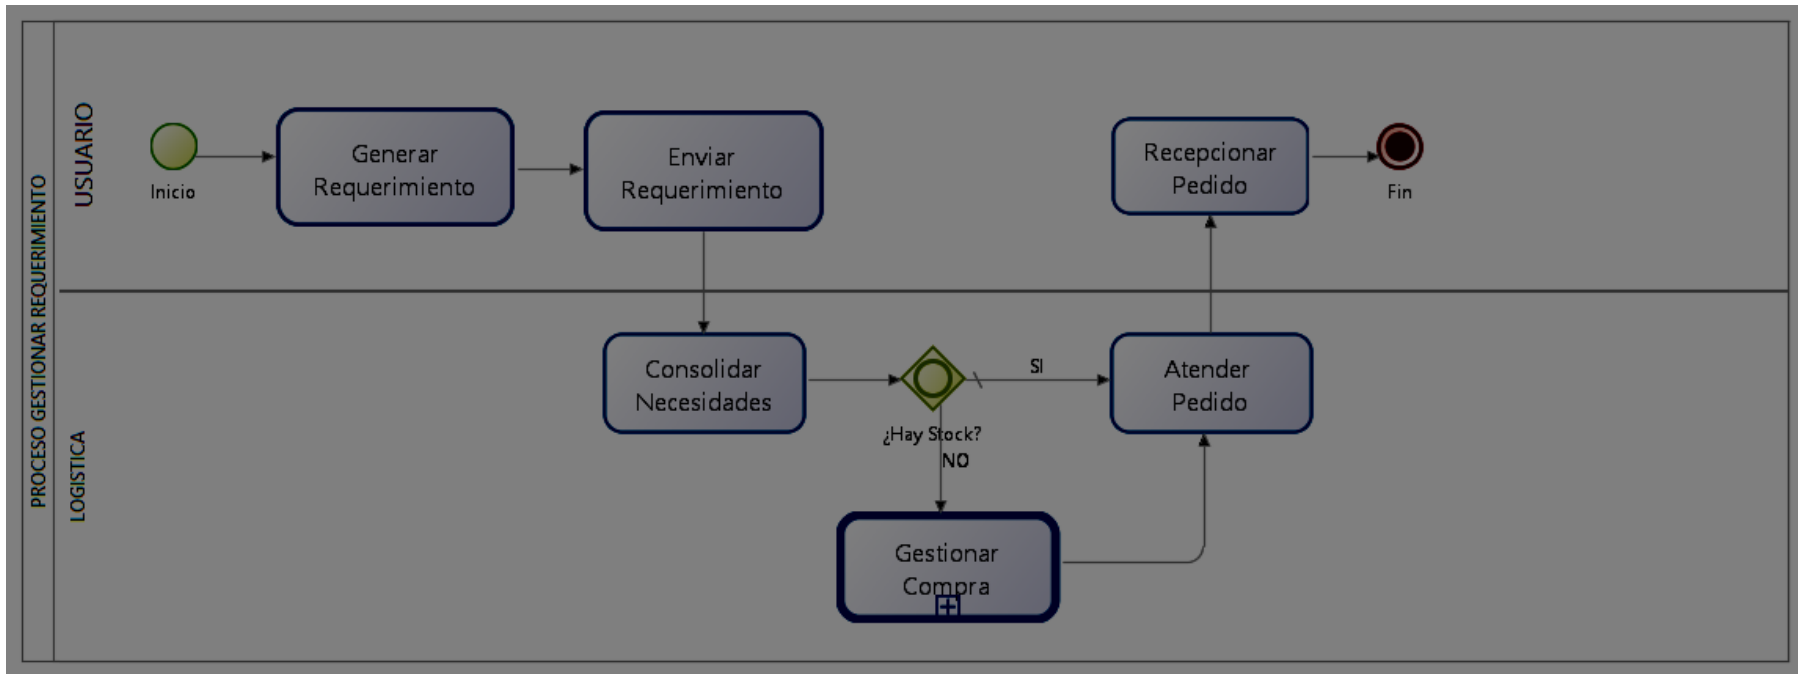 PROCESO GESTIONAR REQUERIMIENTO
USUARIO
Inicio
Generar
Requerimiento
Enviar
Requerimiento
Recepcionar
Pedido
Fin
LOGISTICA
Consolidar
Necesidades
¿Hay Stock?
SI
NO
Atender
Pedido
Gestionar
Compra